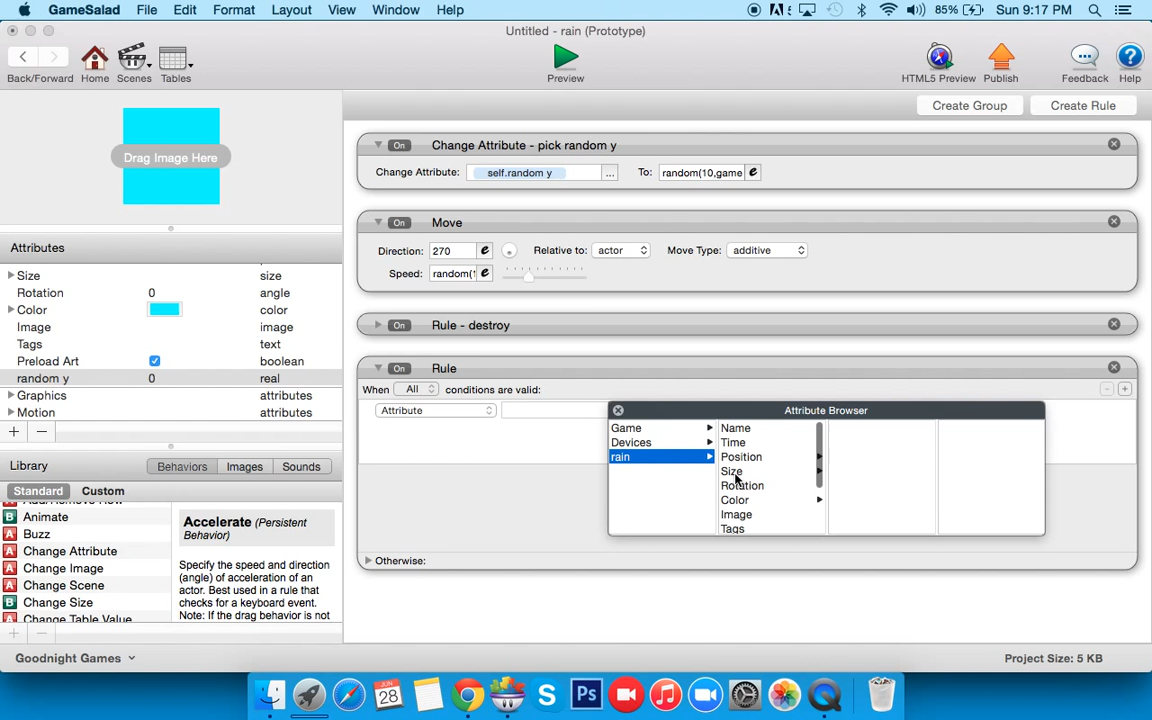 GameSalad File Edit Format Layout View Window Help
85% Sun 9:17 PM
Untitled - rain (Prototype)
Back/Forward Home Scenes Tables Preview HTML5 Preview Publish Feedback Help
Create Group Create Rule
Drag Image Here
On Change Attribute - pick random y
Change Attribute: self.random y ... To: random(10,game e
On Move
Direction: 270 e Relative to: actor Move Type: additive
Speed: random( e
On Rule - destroy
On Rule
When All conditions are valid:
Attribute
Attribute Browser
Game Name
Devices Time
rain Position
Size
Rotation
Color
Image
Tags
Otherwise:
Attributes
Size size
Rotation 0 angle
Color color
Image image
Tags text
Preload Art boolean
random y 0 real
Graphics attributes
Motion attributes
Library Behaviors Images Sounds
Standard Custom
Animate
Buzz
Change Attribute
Change Image
Change Scene
Change Size
Change Table Value
Accelerate (Persistent
Behavior)
Specify the speed and direction
(angle) of acceleration of an
actor. Best used in a rule that
checks for a keyboard event.
Note: If the drag behavior is not
Goodnight Games Project Size: 5 KB
JUN
28
Ps